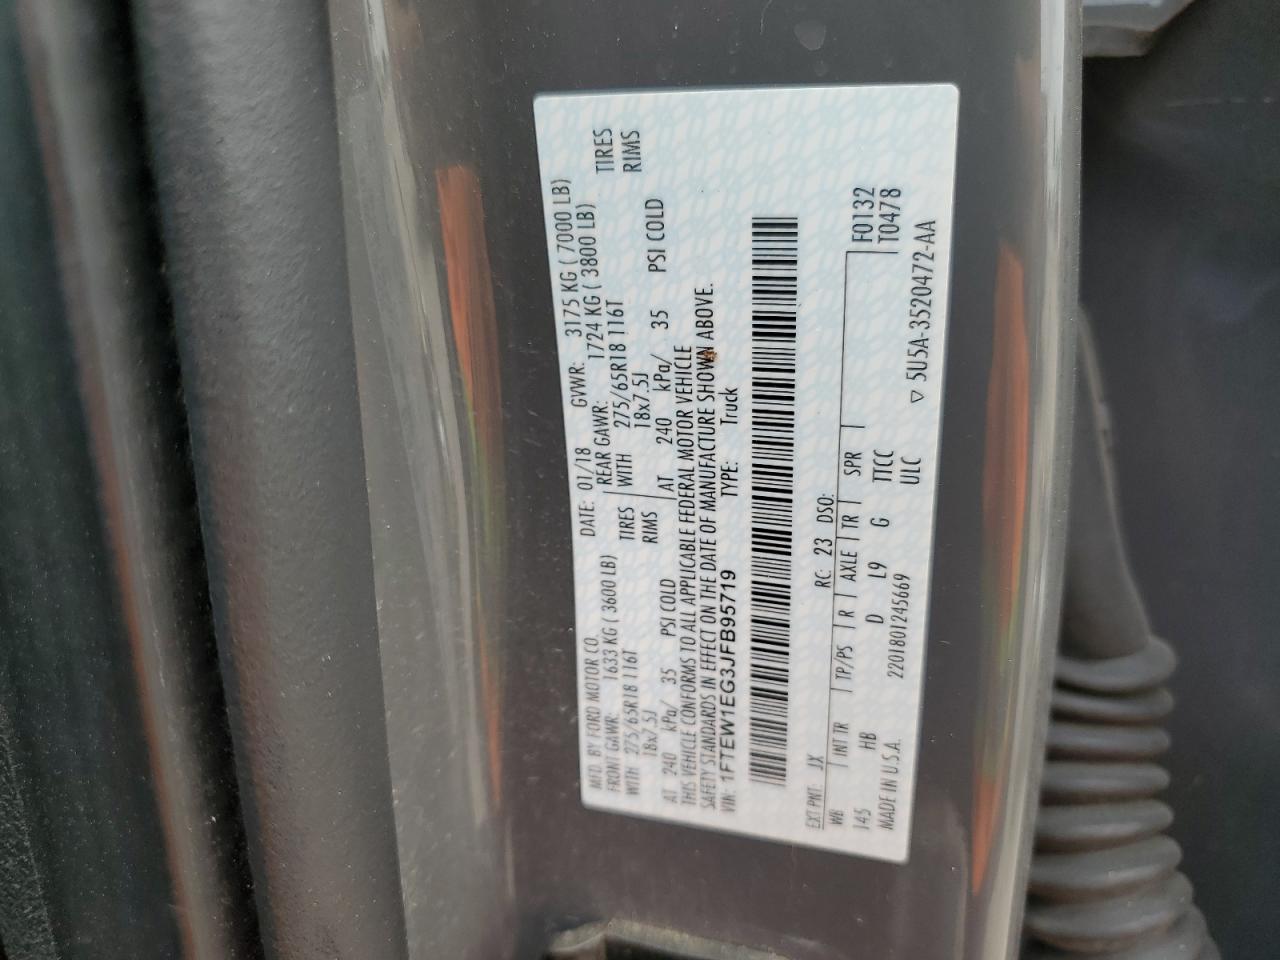 MFD. BY FORD MOTOR CO.
DATE: 01/18 GVWR: 3175 KG ( 7000 LB)
FRONT GAWR: 1633 KG ( 3600 LB) REAR GAWR: 1724 KG ( 3800 LB)
WITH 275/65R18 116T TIRES WITH 275/65R18 116T TIRES
18x7.5J RIMS 18x7.5J RIMS
AT 240 kPa/ 35 PSI COLD AT 240 kPa/ 35 PSI COLD
THIS VEHICLE CONFORMS TO ALL APPLICABLE FEDERAL MOTOR VEHICLE
SAFETY STANDARDS IN EFFECT ON THE DATE OF MANUFACTURE SHOWN ABOVE.
VIN: 1FTEW1EG3JFB95719 TYPE: Truck
EXT PNT: JX RC: 23 DSO:
WB INT TR TP/PS R AXLE TR SPR F0132
145 HB D L9 G TTCC T0478
MADE IN U.S.A. 2201801245669 ULC
▽ 5U5A-3520472-AA